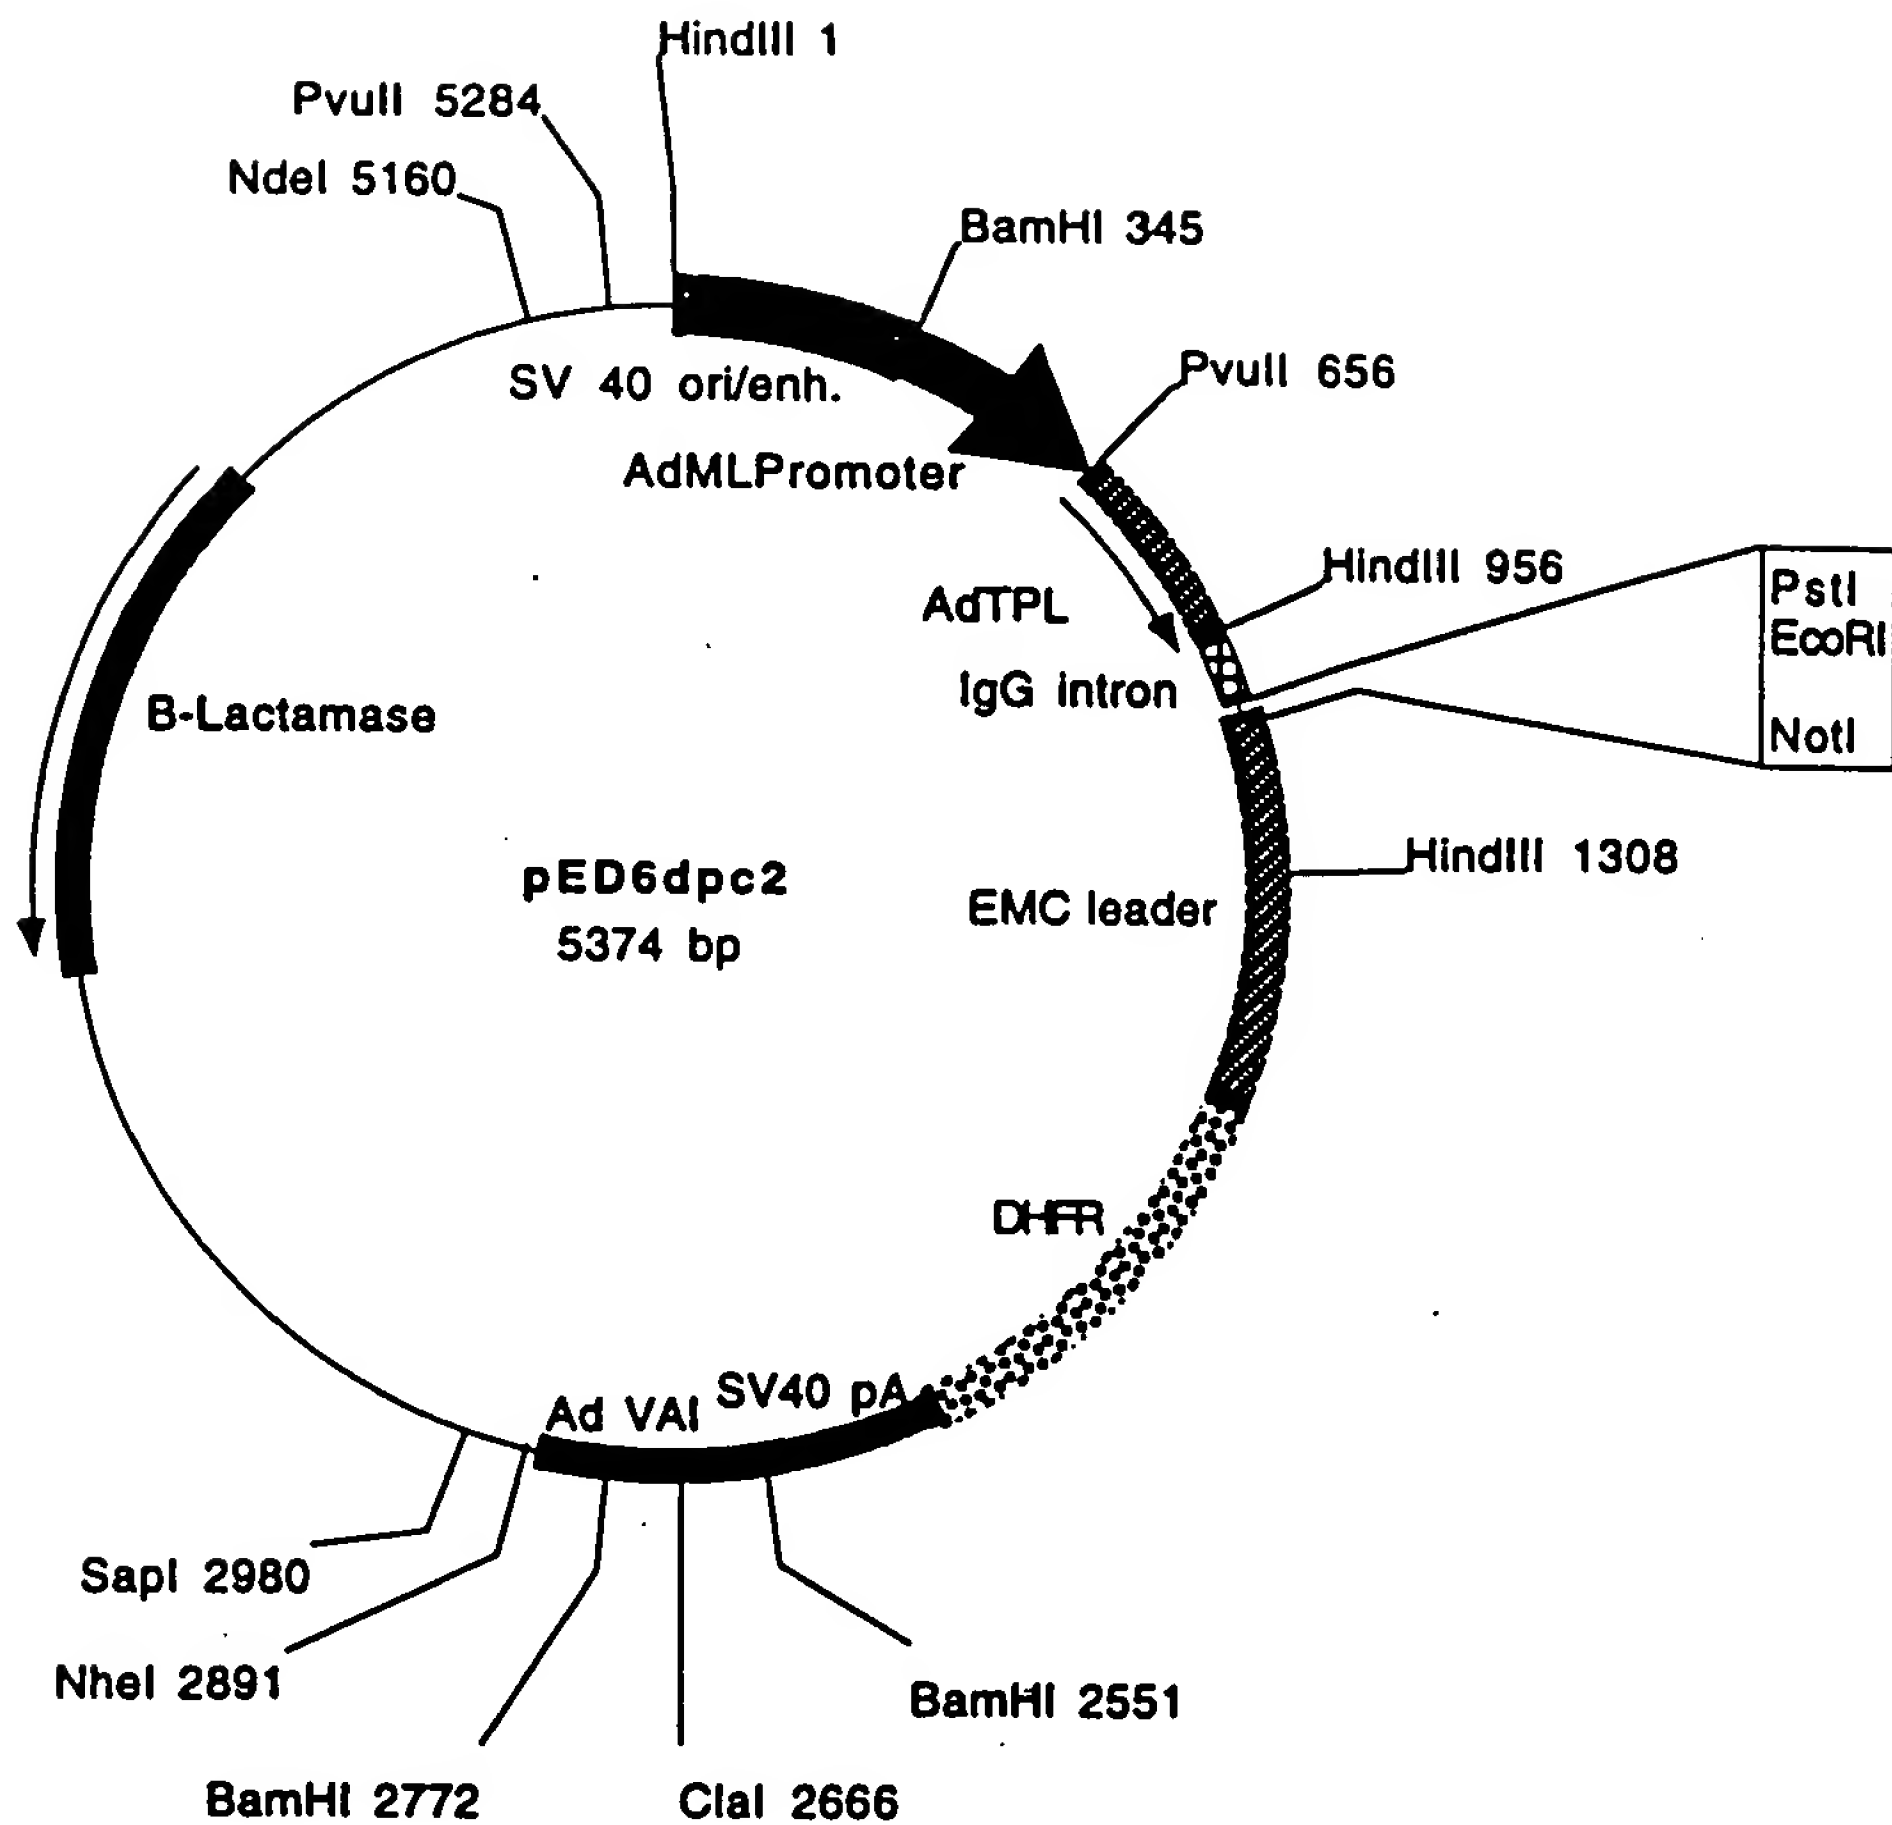 HindIII 1
PvuII 5284
NdeI 5160
BamHI 345
PvuII 656
SV 40 ori/enh.
AdMLPromoter
HindIII 956
PstI
EcoRI
NotI
AdTPL
IgG intron
B-Lactamase
HindIII 1308
pED6dpc2
5374 bp
EMC leader
DHFR
SV40 pA
Ad VAI
SapI 2980
NheI 2891
BamHI 2551
BamHI 2772
ClaI 2666